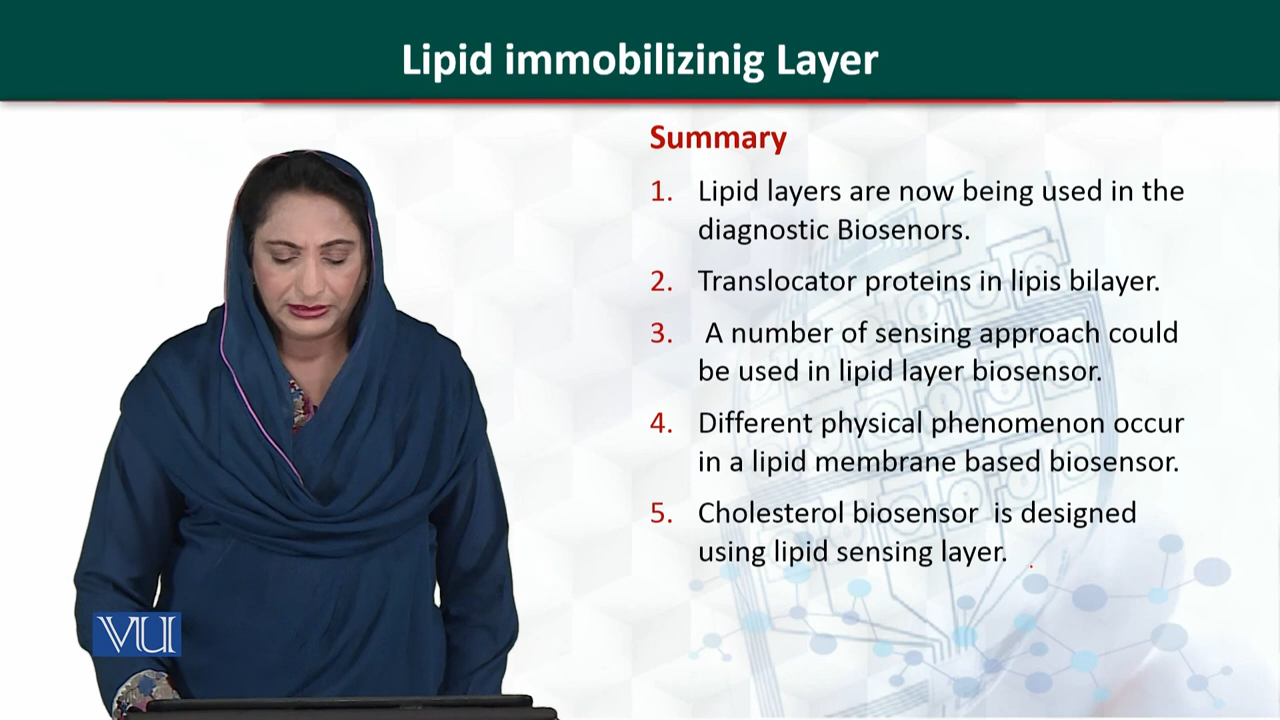 Lipid immobilizinig Layer
Summary
1. Lipid layers are now being used in the
diagnostic Biosenors.
2. Translocator proteins in lipis bilayer.
3. A number of sensing approach could
be used in lipid layer biosensor.
4. Different physical phenomenon occur
in a lipid membrane based biosensor.
5. Cholesterol biosensor is designed
using lipid sensing layer.
VU